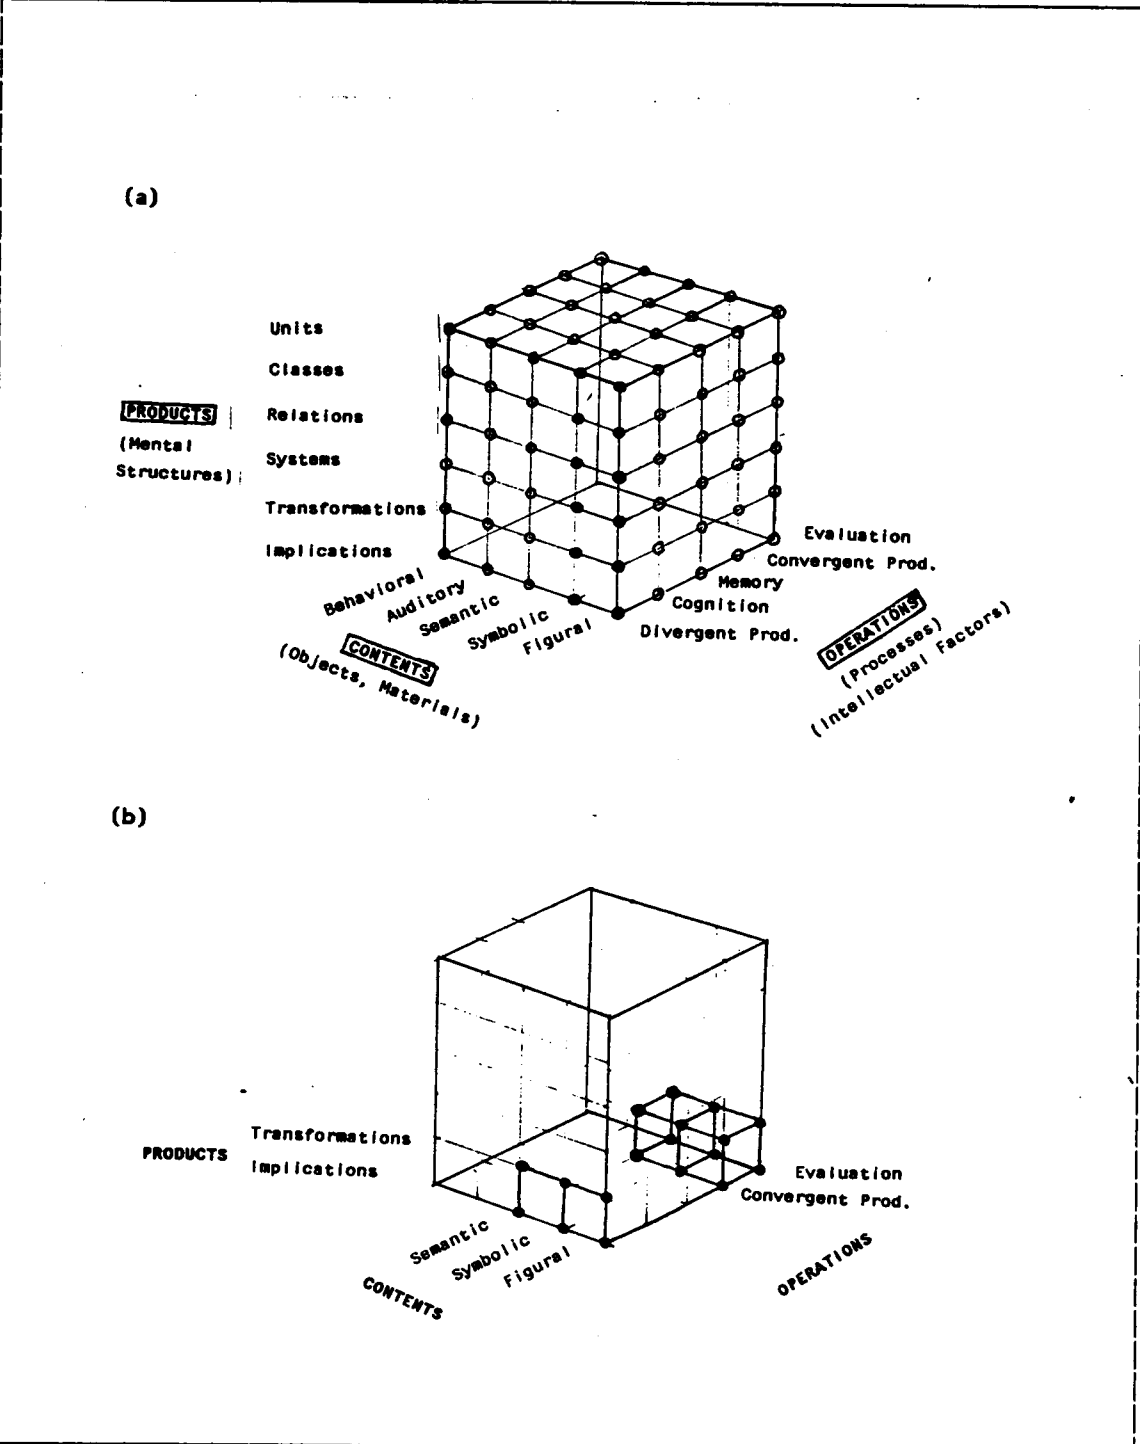 (a)
Units
Classes
PRODUCTS
Relations
(Mental
Structures)
Systems
Transformations
Implications
Behavioral
Auditory
Semantic
Symbolic
Figural
CONTENTS
(Objects, Materials)
Evaluation
Convergent Prod.
Memory
Cognition
Divergent Prod.
OPERATIONS
(Processes)
(Intellectual Factors)
(b)
Transformations
PRODUCTS
Implications
Semantic
Symbolic
Figural
CONTENTS
Evaluation
Convergent Prod.
OPERATIONS